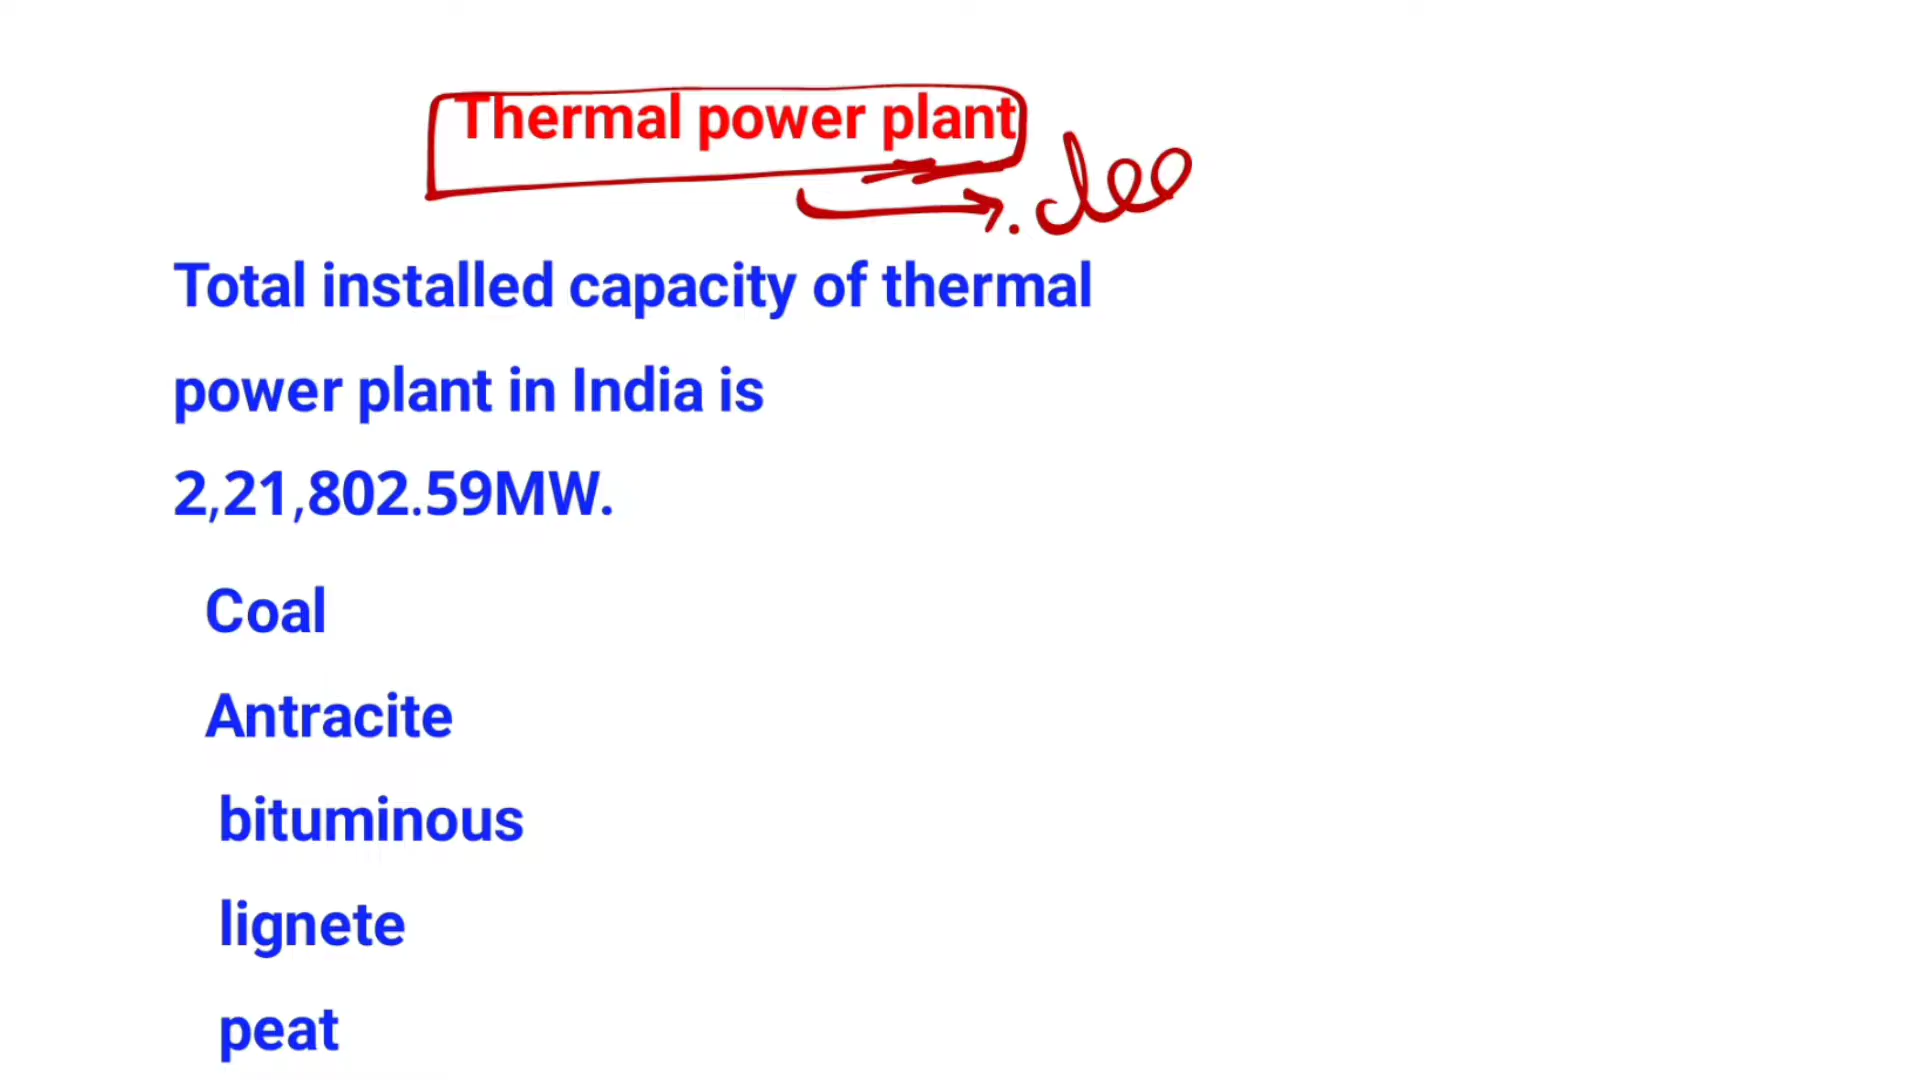 Thermal power plant
Total installed capacity of thermal
power plant in India is
2,21,802.59MW.
Coal
Antracite
bituminous
lignete
peat